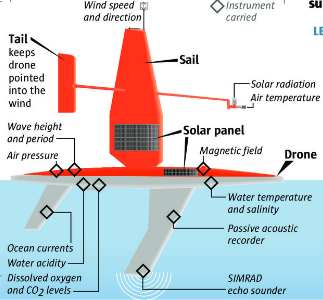 Wind speed
and direction
Instrument
carried
su
LE
Tail
keeps
drone
pointed
into the
wind
Sail
Solar radiation
Air temperature
Wave height
and period
Solar panel
Air pressure
Magnetic field
Drone
Water temperature
and salinity
Passive acoustic
recorder
Ocean currents
Water acidity
Dissolved oxygen
and CO2 levels
SIMRAD
echo sounder